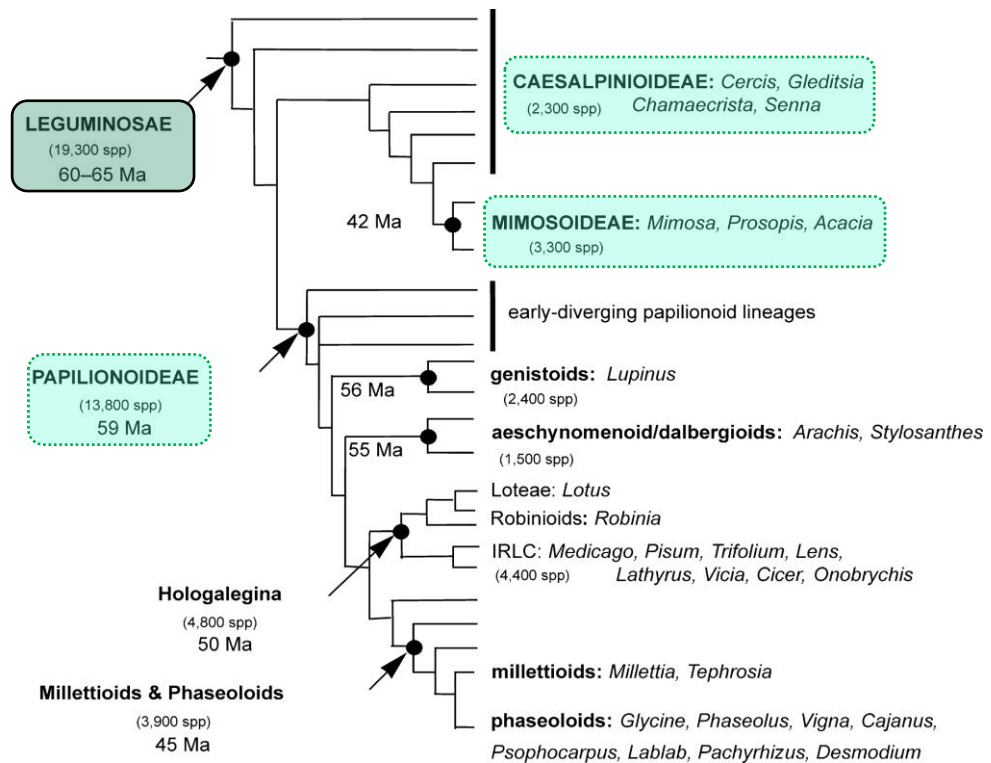 CAESALPINIOIDEAE: Cercis, Gleditsia
(2,300 spp) Chamaecrista, Senna
LEGUMINOSAE
(19,300 spp)
60–65 Ma
42 Ma
MIMOSOIDEAE: Mimosa, Prosopis, Acacia
(3,300 spp)
early-diverging papilionoid lineages
PAPILIONOIDEAE
(13,800 spp)
59 Ma
56 Ma
genistoids: Lupinus
(2,400 spp)
55 Ma
aeschynomenoid/dalbergioids: Arachis, Stylosanthes
(1,500 spp)
Loteae: Lotus
Robinioids: Robinia
IRLC: Medicago, Pisum, Trifolium, Lens,
(4,400 spp) Lathyrus, Vicia, Cicer, Onobrychis
Hologalegina
(4,800 spp)
50 Ma
Millettioids & Phaseoloids
(3,900 spp)
45 Ma
millettioids: Millettia, Tephrosia
phaseoloids: Glycine, Phaseolus, Vigna, Cajanus,
Psophocarpus, Lablab, Pachyrhizus, Desmodium